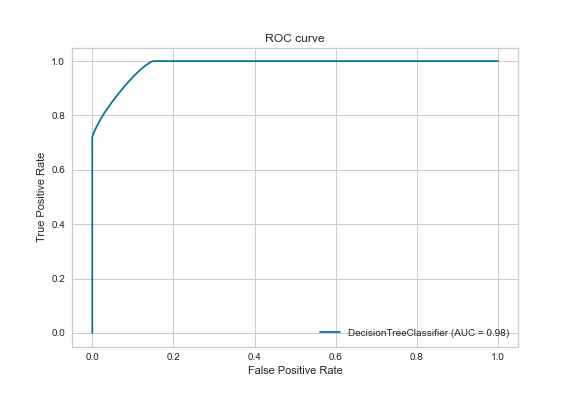 ROC curve
1.0
0.8
0.6
0.4
0.2
0.0
True Positive Rate
DecisionTreeClassifier (AUC = 0.98)
0.0 0.2 0.4 0.6 0.8 1.0
False Positive Rate